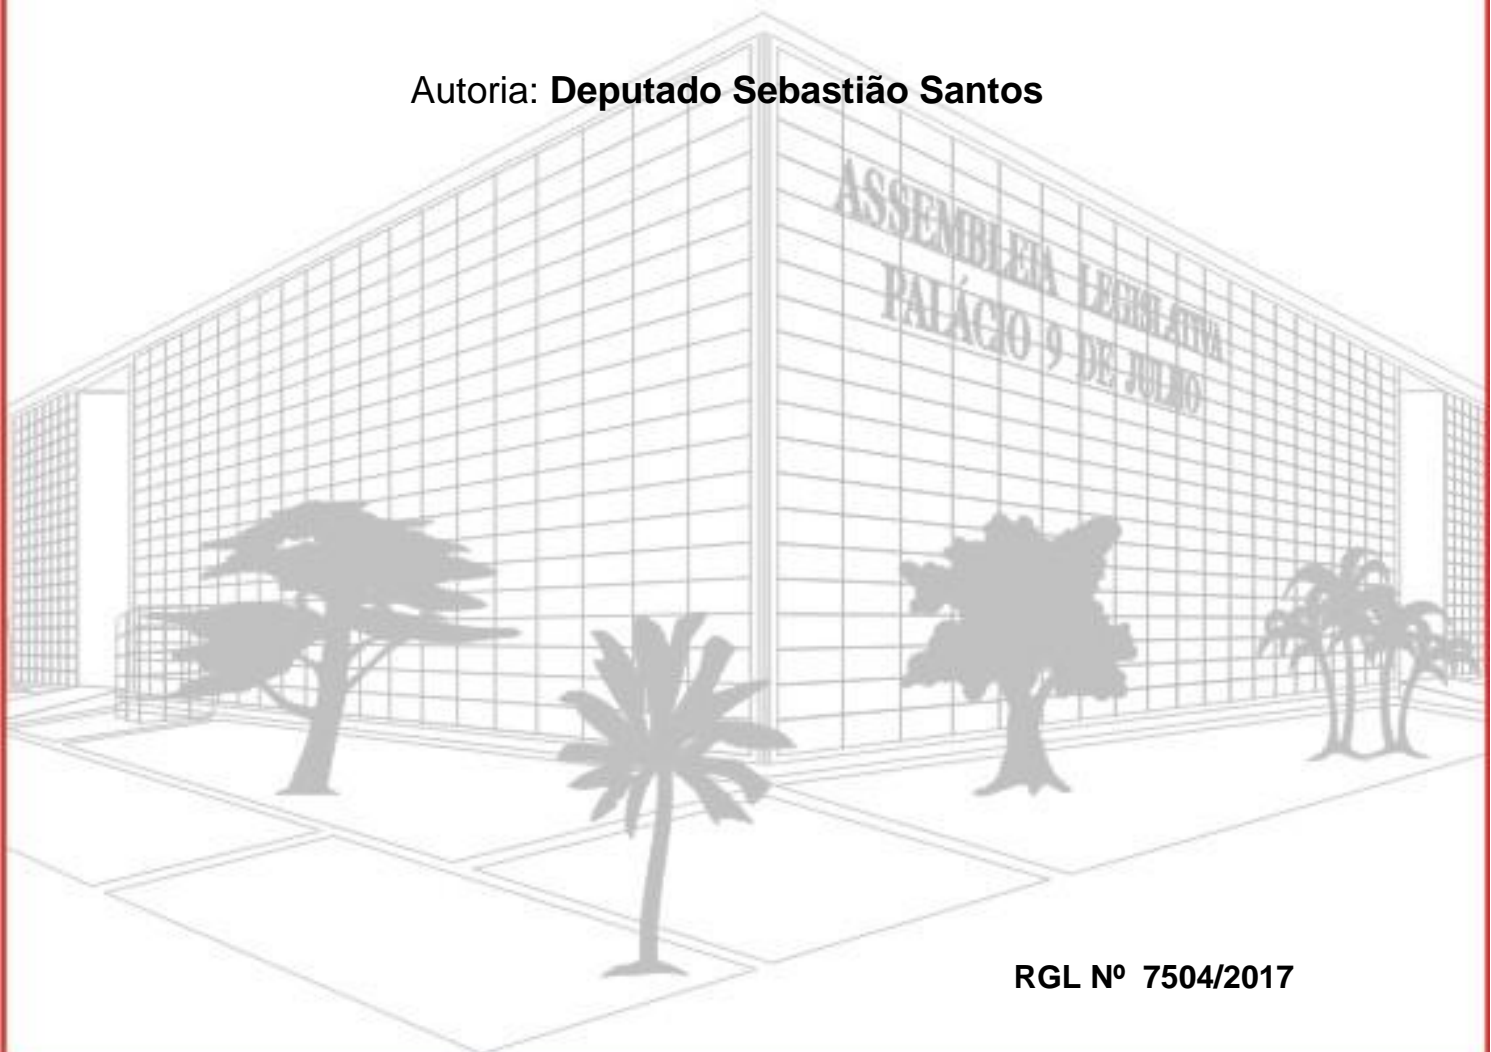 Autoria: Deputado Sebastião Santos
ASSEMBLEIA LEGISLATIVA
PALÁCIO 9 DE JULHO
RGL Nº 7504/2017